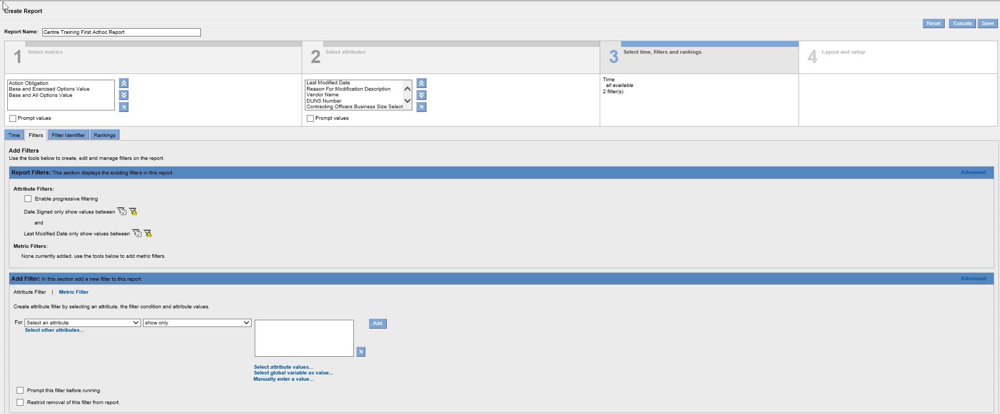 Create Report
Reset Execute Save
Report Name: Centre Training First Adhoc Report
1 Select metrics
2 Select attributes
3 Select time, filters and rankings
4 Layout and setup
Action Obligation
Base and Exercised Options Value
Base and All Options Value
Prompt values
Last Modified Date
Reason For Modification Description
Vendor Name
DUNS Number
Contracting Officers Business Size Select
Prompt values
Time
all available
2 filter(s)
Time Filters Filter Identifier Rankings
Add Filters
Use the tools below to create, edit and manage filters on the report.
Report Filters: This section displays the existing filters in this report. Advanced
Attribute Filters:
Enable progressive filtering
Date Signed only show values between
and
Last Modified Date only show values between
Metric Filters:
None currently added, use the tools below to add metric filters.
Add Filter: In this section add a new filter to this report. Advanced
Attribute Filter | Metric Filter
Create attribute filter by selecting an attribute, the filter condition and attribute values.
For Select an attribute show only Add
Select other attributes...
Select attribute values...
Select global variable as value...
Manually enter a value...
Prompt this filter before running.
Restrict removal of this filter from report.